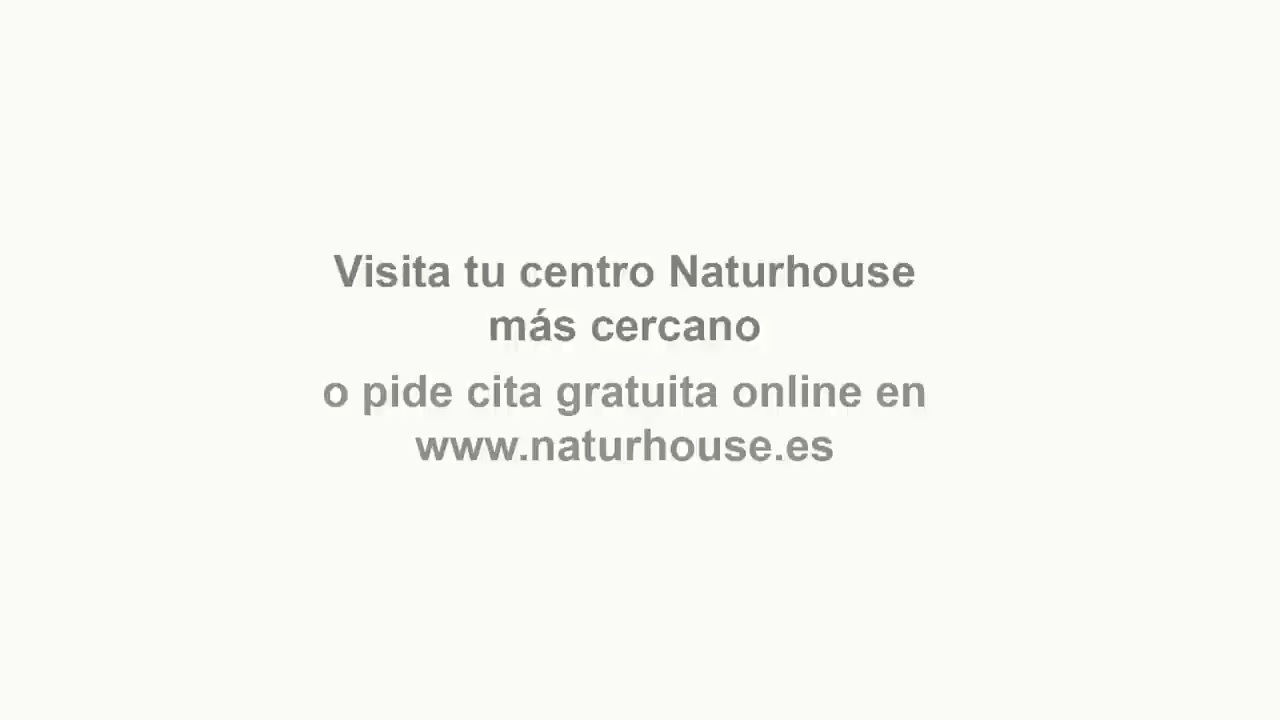 Visita tu centro Naturhouse
más cercano
o pide cita gratuita online en
www.naturhouse.es